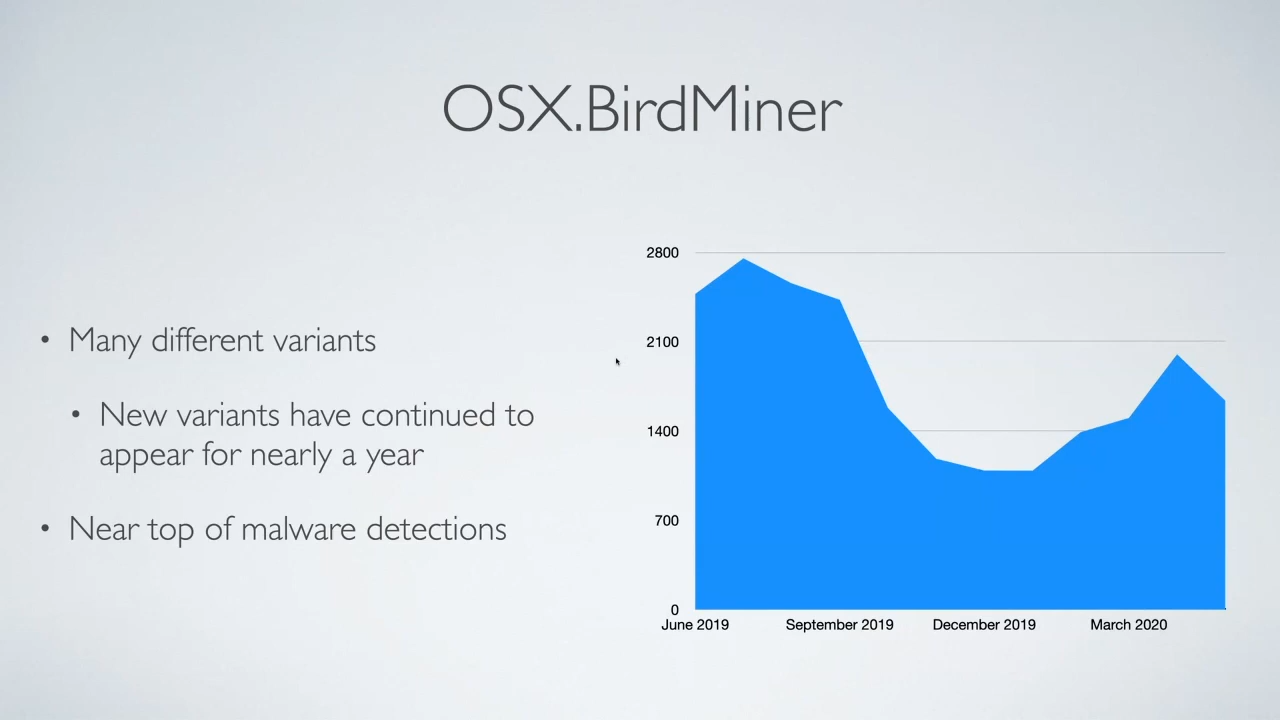 OSX.BirdMiner
• Many different variants
• New variants have continued to
appear for nearly a year
• Near top of malware detections
2800
2100
1400
700
0
June 2019 September 2019 December 2019 March 2020